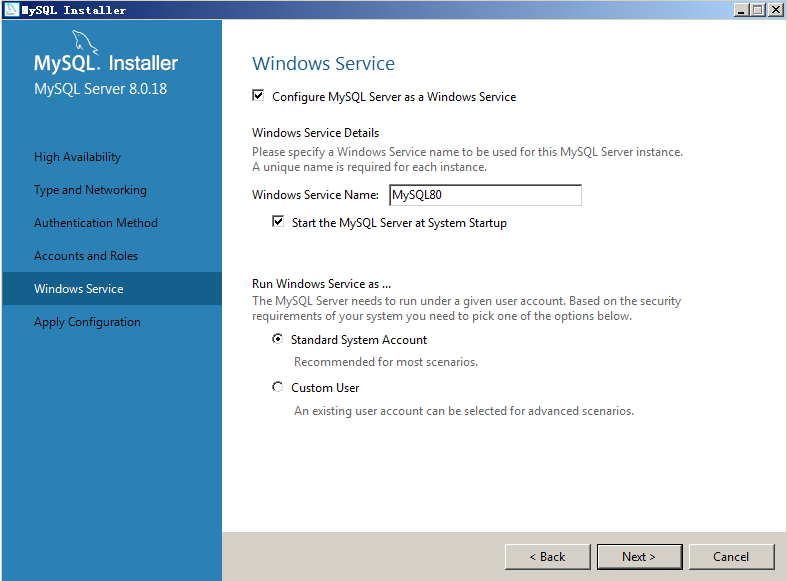 MySQL Installer
MySQL. Installer
MySQL Server 8.0.18
High Availability
Type and Networking
Authentication Method
Accounts and Roles
Windows Service
Apply Configuration
Windows Service
Configure MySQL Server as a Windows Service
Windows Service Details
Please specify a Windows Service name to be used for this MySQL Server instance.
A unique name is required for each instance.
Windows Service Name: MySQL80
Start the MySQL Server at System Startup
Run Windows Service as ...
The MySQL Server needs to run under a given user account. Based on the security
requirements of your system you need to pick one of the options below.
Standard System Account
Recommended for most scenarios.
Custom User
An existing user account can be selected for advanced scenarios.
< Back Next > Cancel